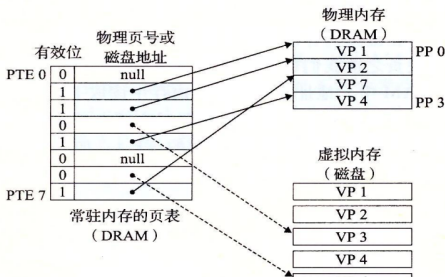 物理页号或
磁盘地址
有效位
PTE 0
0
null
1
1
0
1
0
null
0
PTE 7
1
常驻内存的页表
（DRAM）
物理内存
（DRAM）
VP 1
PP 0
VP 2
VP 7
VP 4
PP 3
虚拟内存
（磁盘）
VP 1
VP 2
VP 3
VP 4